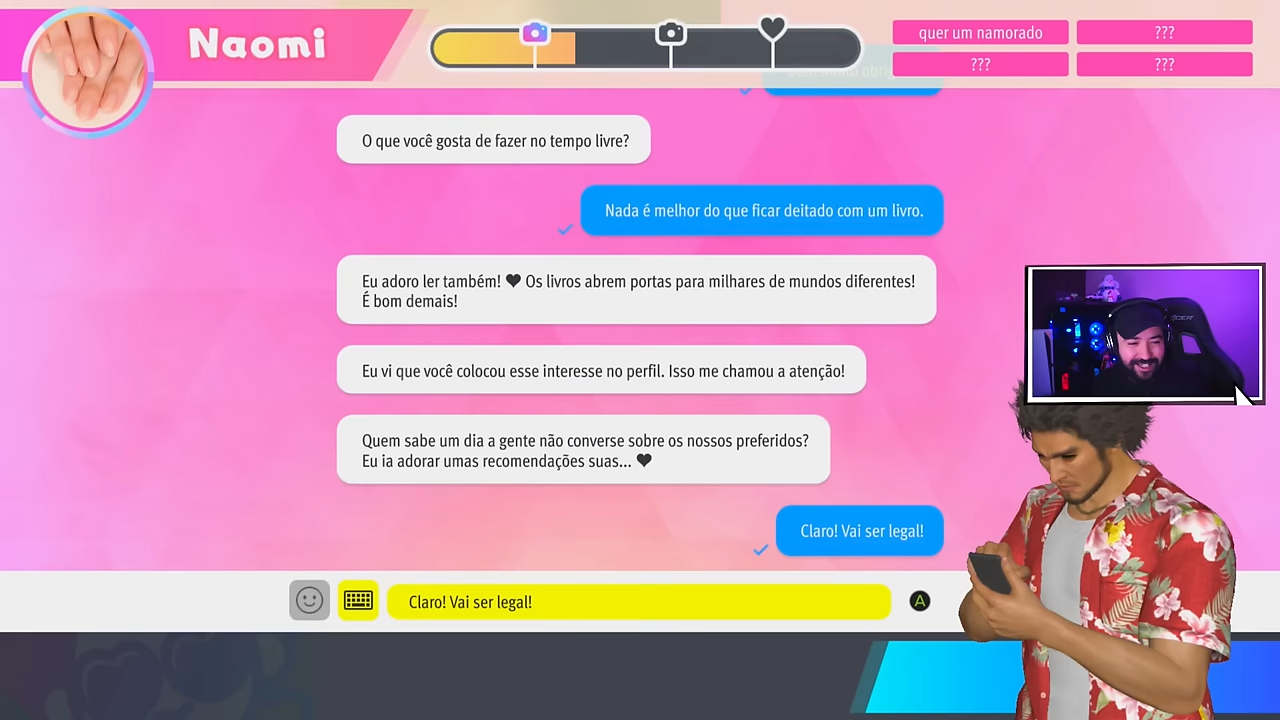 Naomi
quer um namorado
???
???
???
O que você gosta de fazer no tempo livre?
Nada é melhor do que ficar deitado com um livro.
Eu adoro ler também! ♥ Os livros abrem portas para milhares de mundos diferentes!
É bom demais!
Eu vi que você colocou esse interesse no perfil. Isso me chamou a atenção!
Quem sabe um dia a gente não converse sobre os nossos preferidos?
Eu ia adorar umas recomendações suas... ♥
Claro! Vai ser legal!
Claro! Vai ser legal!
A